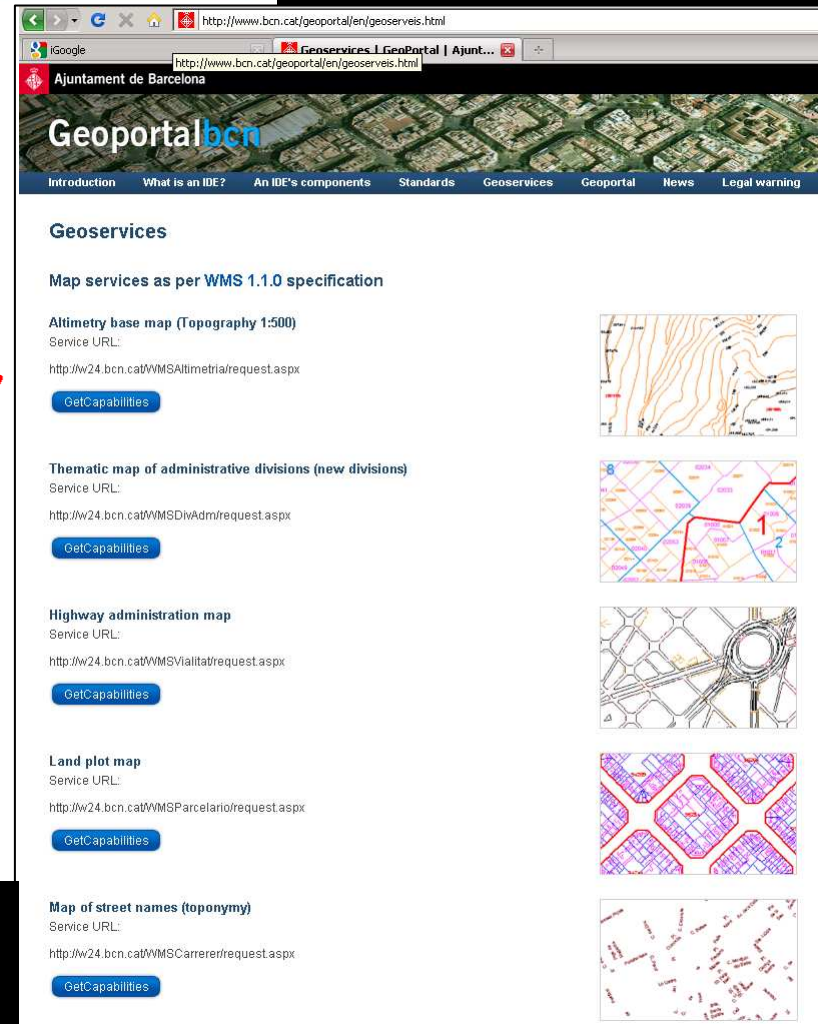 http://www.bcn.cat/geoportal/en/geoserveis.html
iGoogle
Geoservices | GeoPortal | Ajunt...
http://www.bcn.cat/geoportal/en/geoserveis.html
Ajuntament de Barcelona
Geoportalbcn
Introduction What is an IDE? An IDE's components Standards Geoservices Geoportal News Legal warning
Geoservices
Map services as per WMS 1.1.0 specification
Altimetry base map (Topography 1:500)
Service URL:
http://w24.bcn.cat/WMSAltimetria/request.aspx
GetCapabilities
Thematic map of administrative divisions (new divisions)
Service URL:
http://w24.bcn.cat/WMSDivAdm/request.aspx
GetCapabilities
8
1
2
Highway administration map
Service URL:
http://w24.bcn.cat/WMSVialitat/request.aspx
GetCapabilities
Land plot map
Service URL:
http://w24.bcn.cat/WMSParcelario/request.aspx
GetCapabilities
Map of street names (toponymy)
Service URL:
http://w24.bcn.cat/WMSCarrerer/request.aspx
GetCapabilities